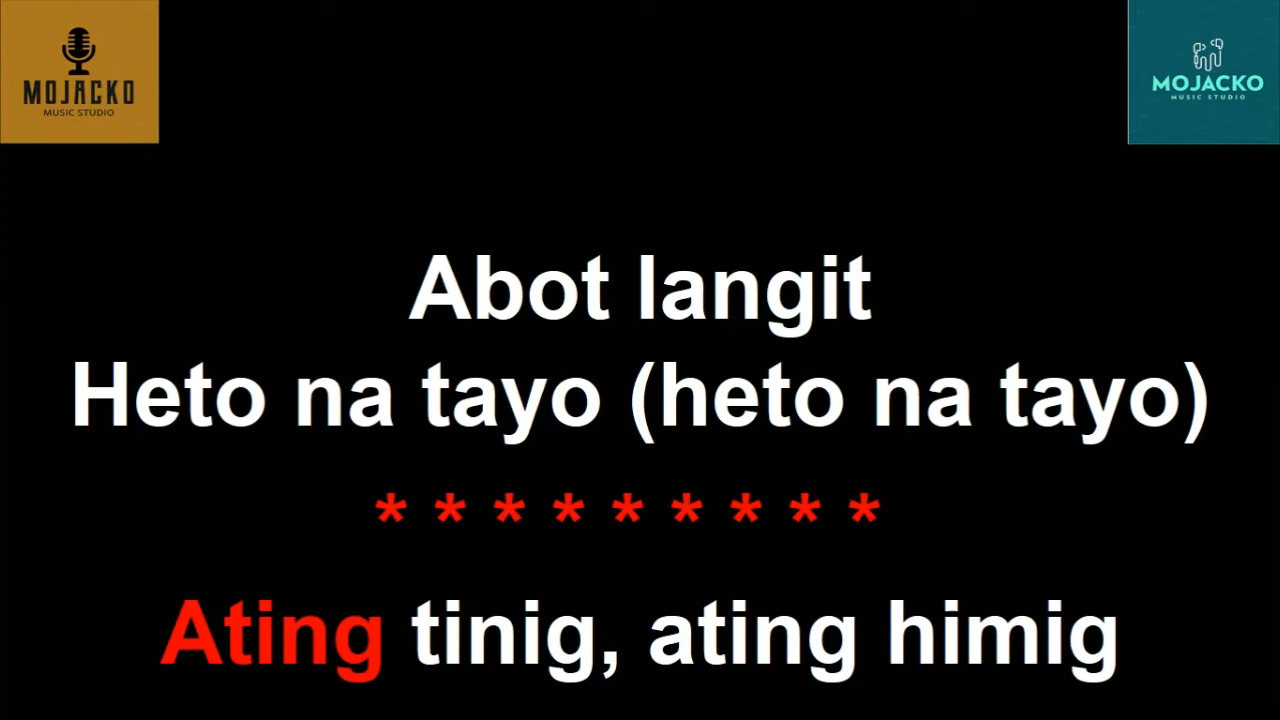 MOJACKO
MUSIC STUDIO
MOJACKO
MUSIC STUDIO
Abot langit
Heto na tayo (heto na tayo)
* * * * * * * * *
Ating tinig, ating himig